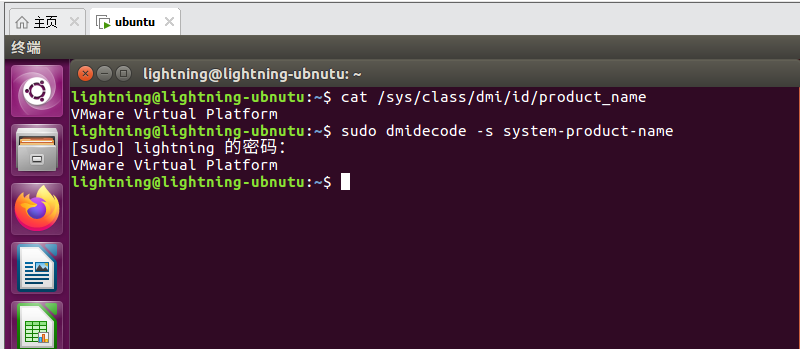 主页
ubuntu
终端
lightning@lightning-ubnutu: ~
lightning@lightning-ubnutu:~$ cat /sys/class/dmi/id/product_name
VMware Virtual Platform
lightning@lightning-ubnutu:~$ sudo dmidecode -s system-product-name
[sudo] lightning 的密码：
VMware Virtual Platform
lightning@lightning-ubnutu:~$